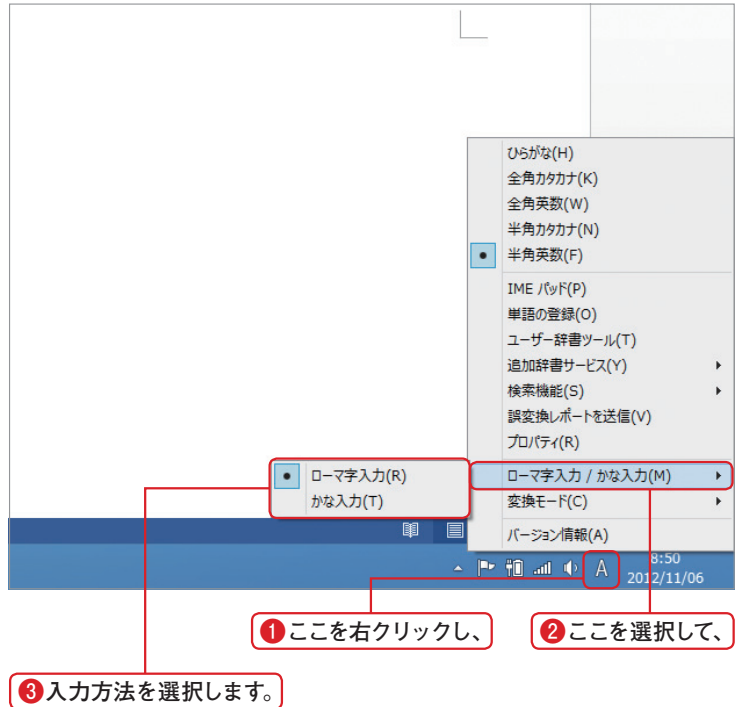 ひらがな(H)
全角カタカナ(K)
全角英数(W)
半角カタカナ(N)
半角英数(F)
IME パッド(P)
単語の登録(O)
ユーザー辞書ツール(T)
追加辞書サービス(Y)
検索機能(S)
誤変換レポートを送信(V)
プロパティ(R)
ローマ字入力 / かな入力(M)
変換モード(C)
バージョン情報(A)
ローマ字入力(R)
かな入力(T)
A
8:50
2012/11/06
❶ここを右クリックし、
❷ここを選択して、
❸入力方法を選択します。